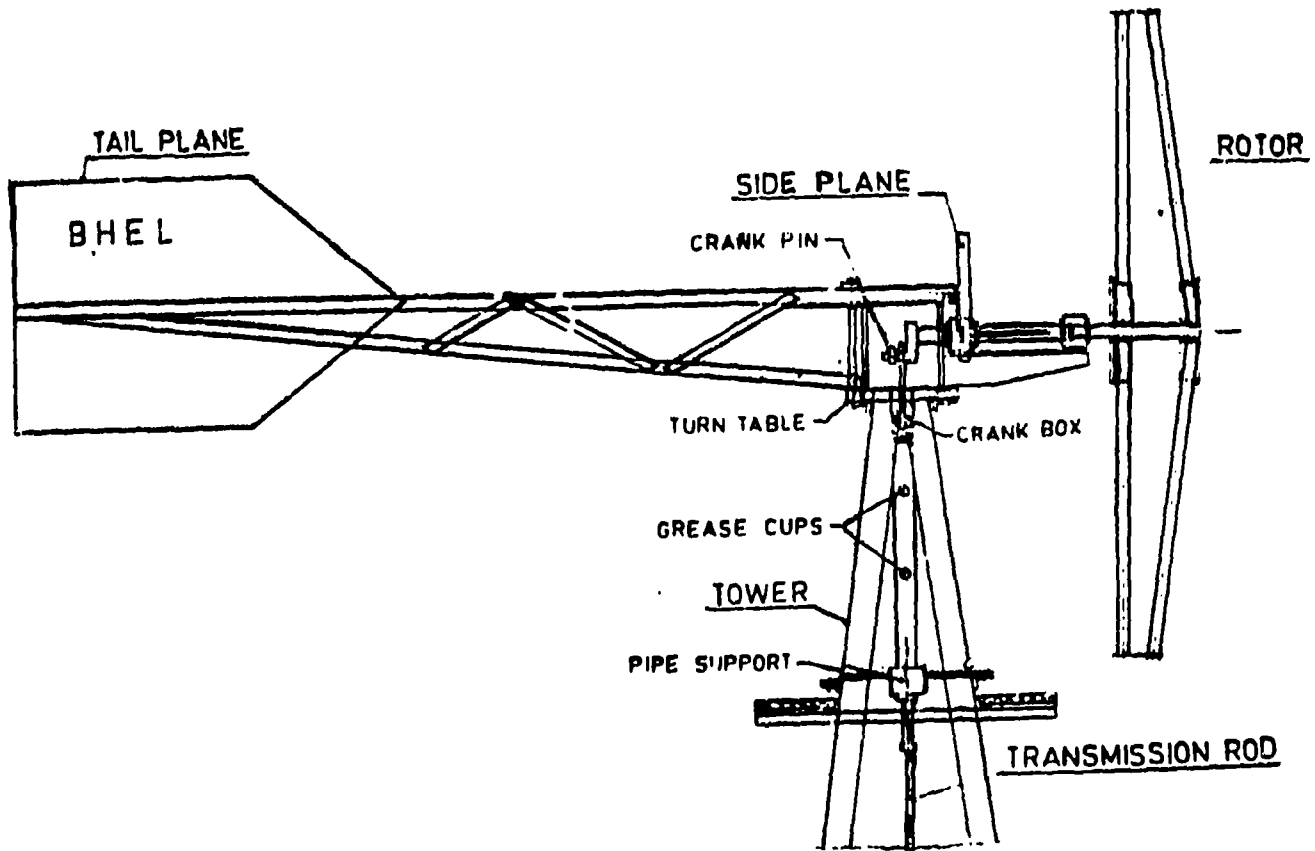 TAIL PLANE
ROTOR
SIDE PLANE
BHEL
CRANK PIN
TURN TABLE
CRANK BOX
GREASE CUPS
TOWER
PIPE SUPPORT
TRANSMISSION ROD